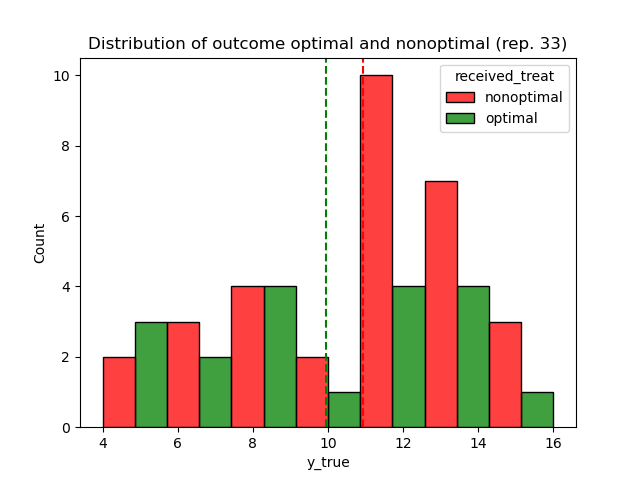 Distribution of outcome optimal and nonoptimal (rep. 33)
received_treat
nonoptimal
optimal
10
8
6
4
2
0
Count
4 6 8 10 12 14 16
y_true